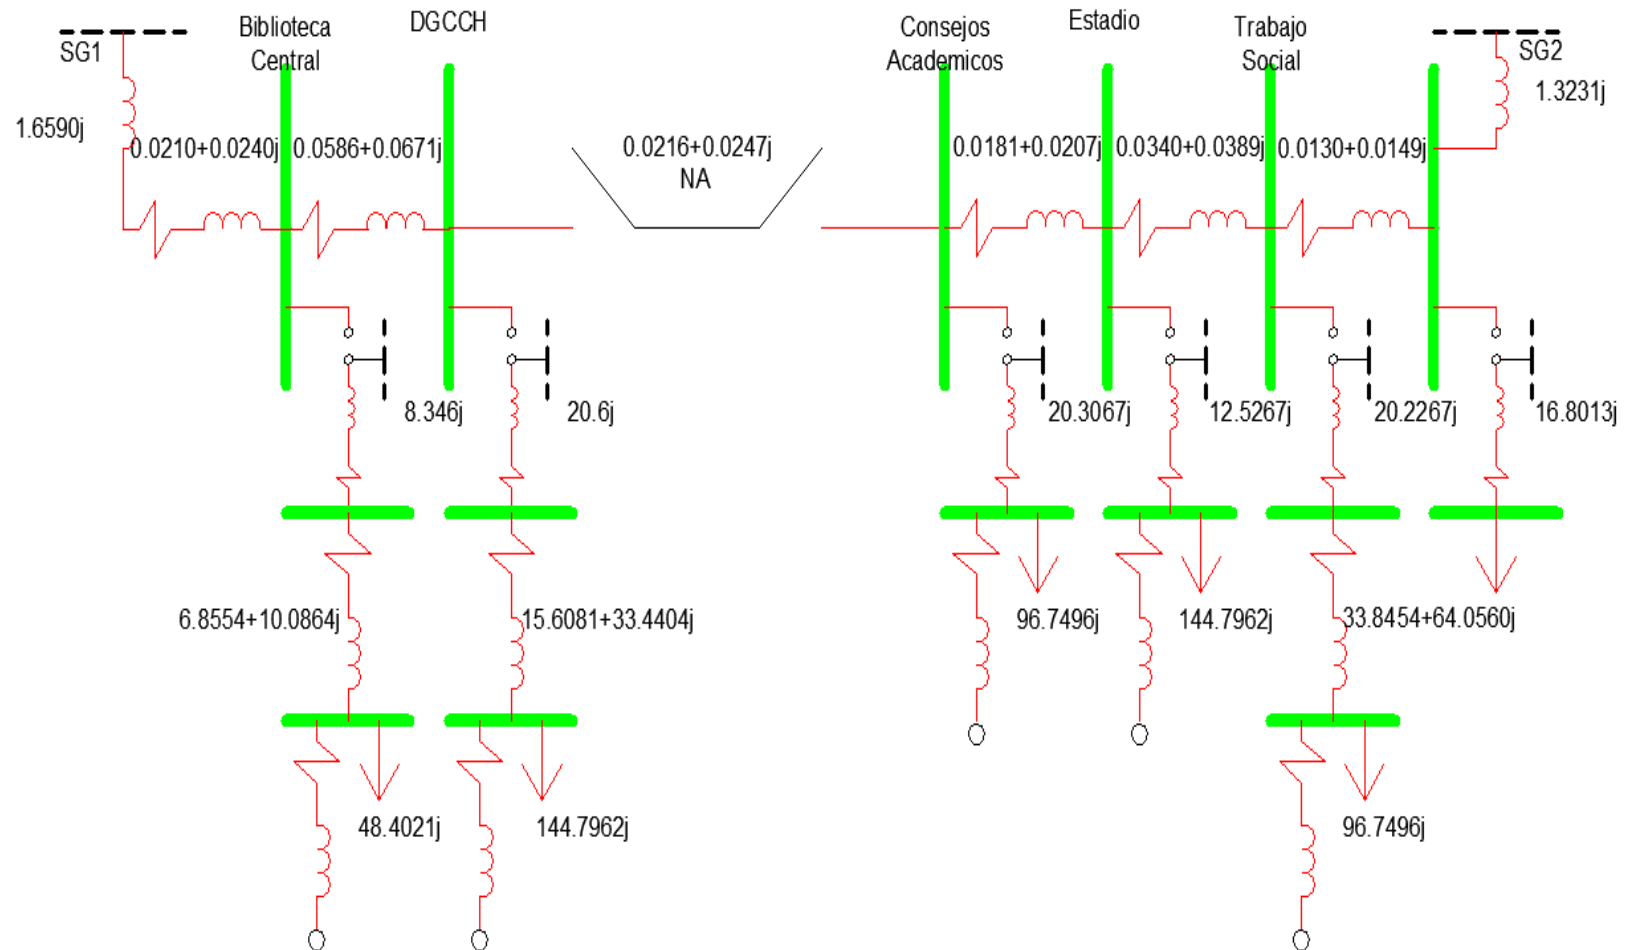 Biblioteca
Central
DGCCH
Consejos
Academicos
Estadio
Trabajo
Social
SG1
SG2
1.6590j
1.3231j
0.0210+0.0240j
0.0586+0.0671j
0.0216+0.0247j
NA
0.0181+0.0207j
0.0340+0.0389j
0.0130+0.0149j
8.346j
20.6j
20.3067j
12.5267j
20.2267j
16.8013j
6.8554+10.0864j
15.6081+33.4404j
96.7496j
144.7962j
33.8454+64.0560j
48.4021j
144.7962j
96.7496j